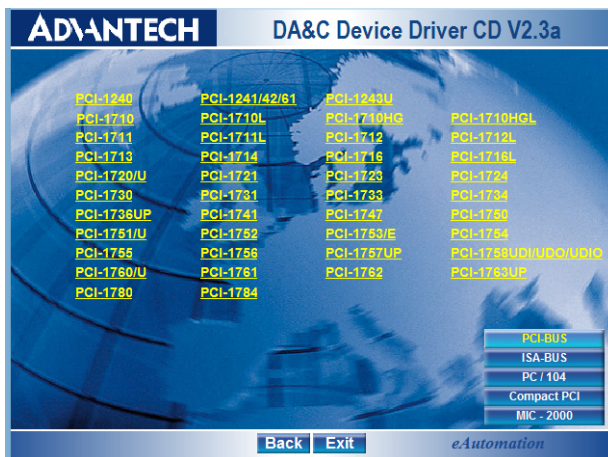 ADVANTECH DA&C Device Driver CD V2.3a
PCI-1240 PCI-1241/42/61 PCI-1243U
PCI-1710 PCI-1710L PCI-1710HG PCI-1710HGL
PCI-1711 PCI-1711L PCI-1712 PCI-1712L
PCI-1713 PCI-1714 PCI-1716 PCI-1716L
PCI-1720/U PCI-1721 PCI-1723 PCI-1724
PCI-1730 PCI-1731 PCI-1733 PCI-1734
PCI-1736UP PCI-1741 PCI-1747 PCI-1750
PCI-1751/U PCI-1752 PCI-1753/E PCI-1754
PCI-1755 PCI-1756 PCI-1757UP PCI-1758UDI/UDO/UDIO
PCI-1760/U PCI-1761 PCI-1762 PCI-1763UP
PCI-1780 PCI-1784
PCI-BUS
ISA-BUS
PC / 104
Compact PCI
MIC - 2000
Back Exit eAutomation